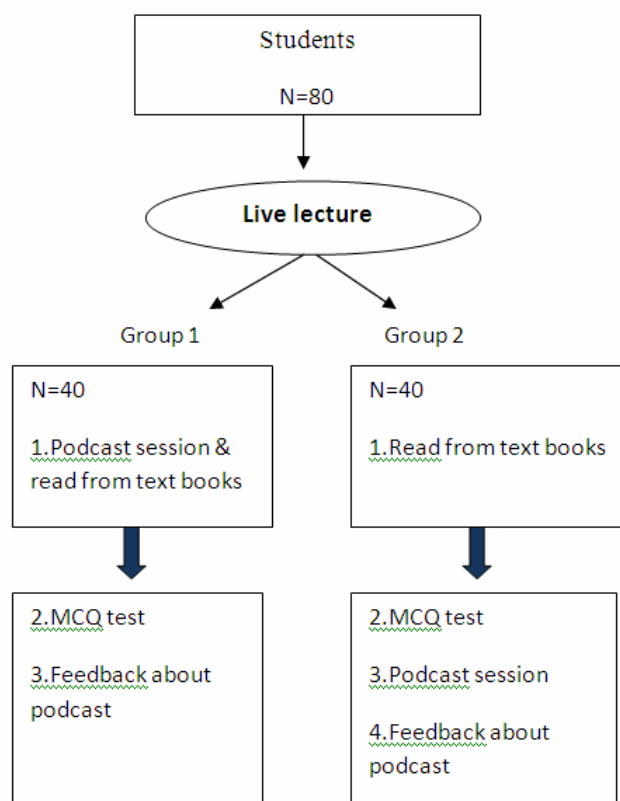 Students
N=80
Live lecture
Group 1
Group 2
N=40
1.Podcast session &
read from text books
N=40
1.Read from text books
2.MCQ test
3.Feedback about
podcast
2.MCQ test
3.Podcast session
4.Feedback about
podcast